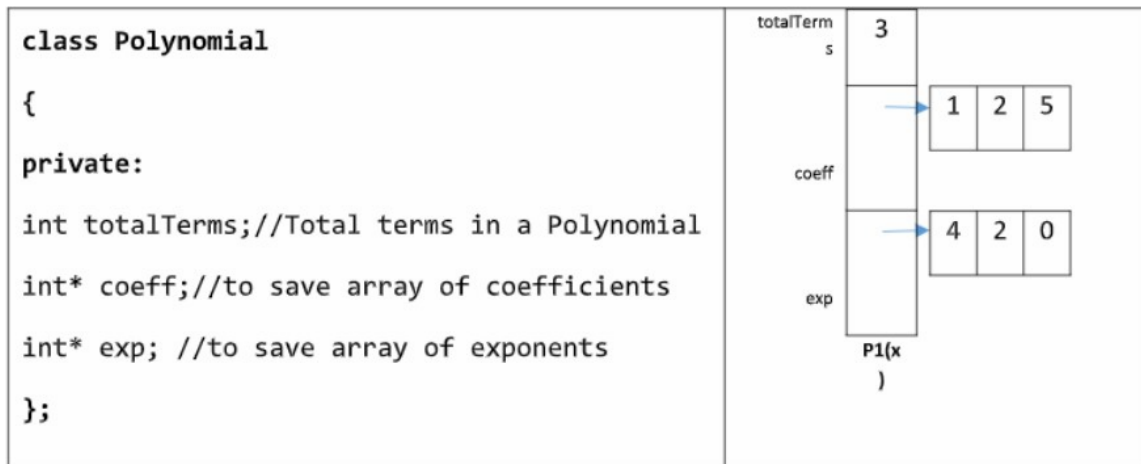 class Polynomial
{
private:
int totalTerms;//Total terms in a Polynomial
int* coeff;//to save array of coefficients
int* exp; //to save array of exponents
};
totalTerm
s
3
1 2 5
coeff
4 2 0
exp
P1(x
)